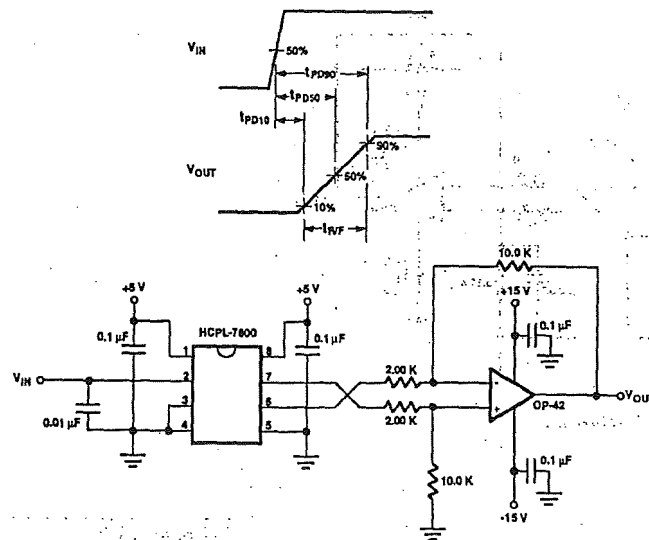 VIN
50%
tPD90
tPD50
tPD10
VOUT
90%
50%
10%
tR/F
10.0 K
+5 V
+5 V
+15 V
HCPL-7800
0.1 µF
0.1 µF
0.1 µF
1
8
VIN
2
7
2.00 K
-
3
6
2.00 K
+
OP-42
VOUT
0.01 µF
4
5
0.1 µF
10.0 K
-15 V